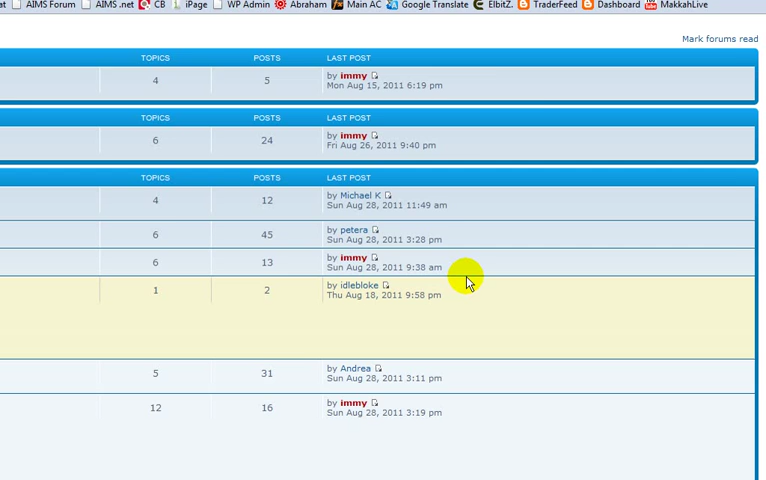 at AIMS Forum AIMS .net CB iPage WP Admin Abraham Main AC Google Translate ElbitZ. TraderFeed Dashboard MakkahLive
Mark forums read
TOPICS POSTS LAST POST
4 5 by immy
Mon Aug 15, 2011 6:19 pm
TOPICS POSTS LAST POST
6 24 by immy
Fri Aug 26, 2011 9:40 pm
TOPICS POSTS LAST POST
4 12 by Michael K
Sun Aug 28, 2011 11:49 am
6 45 by petera
Sun Aug 28, 2011 3:28 pm
6 13 by immy
Sun Aug 28, 2011 9:38 am
1 2 by idlebloke
Thu Aug 18, 2011 9:58 pm
5 31 by Andrea
Sun Aug 28, 2011 3:11 pm
12 16 by immy
Sun Aug 28, 2011 3:19 pm